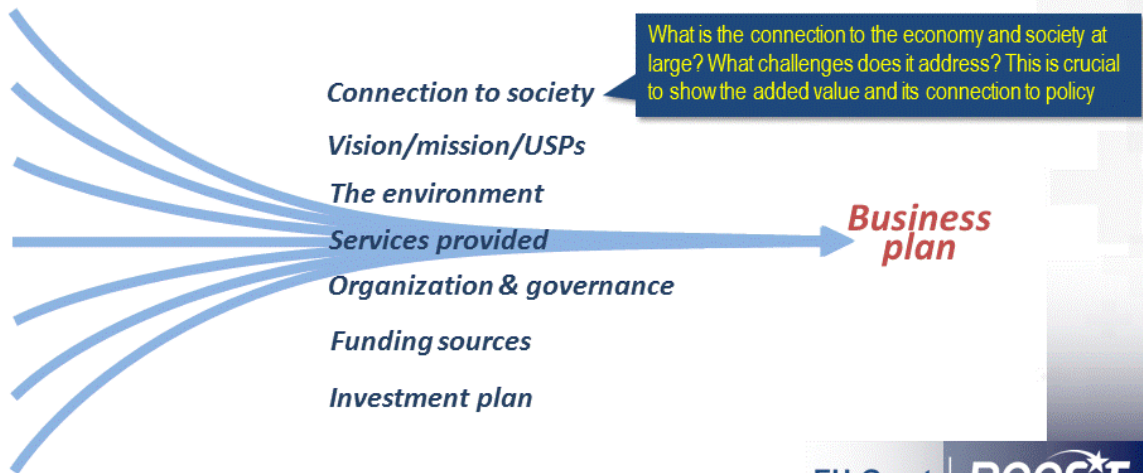 What is the connection to the economy and society at
large? What challenges does it address? This is crucial
to show the added value and its connection to policy
Connection to society
Vision/mission/USPs
The environment
Services provided
Organization & governance
Funding sources
Investment plan
Business
plan